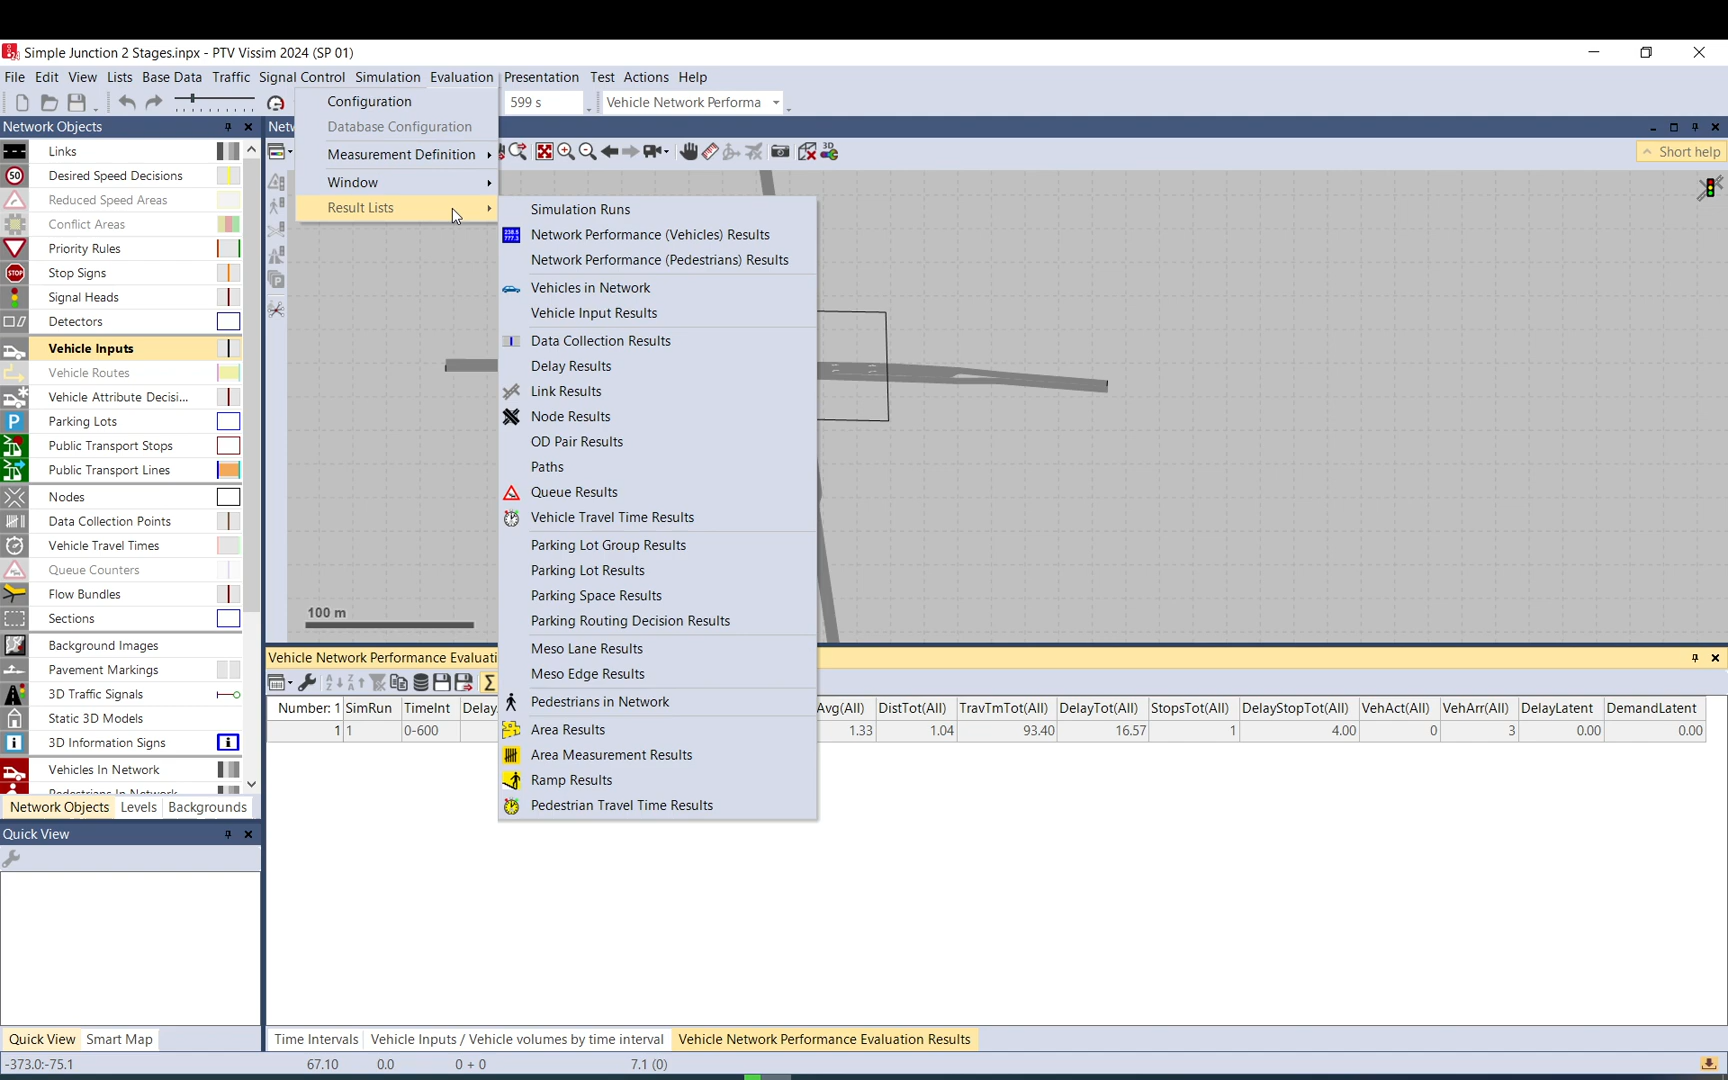 Simple Junction 2 Stages.inpx - PTV Vissim 2024 (SP 01)
File Edit View Lists Base Data Traffic Signal Control Simulation Evaluation Presentation Test Actions Help
599 s Vehicle Network Performa
Network Objects
Netw
Short help
Configuration
Database Configuration
Measurement Definition
Window
Result Lists
Simulation Runs
Network Performance (Vehicles) Results
Network Performance (Pedestrians) Results
Vehicles in Network
Vehicle Input Results
Data Collection Results
Delay Results
Link Results
Node Results
OD Pair Results
Paths
Queue Results
Vehicle Travel Time Results
Parking Lot Group Results
Parking Lot Results
Parking Space Results
Parking Routing Decision Results
Meso Lane Results
Meso Edge Results
Pedestrians in Network
Area Results
Area Measurement Results
Ramp Results
Pedestrian Travel Time Results
Links
50 Desired Speed Decisions
Reduced Speed Areas
Conflict Areas
Priority Rules
STOP Stop Signs
Signal Heads
Detectors
Vehicle Inputs
Vehicle Routes
Vehicle Attribute Decisi...
P Parking Lots
Public Transport Stops
Public Transport Lines
Nodes
Data Collection Points
Vehicle Travel Times
Queue Counters
Flow Bundles
Sections
Background Images
Pavement Markings
3D Traffic Signals
Static 3D Models
3D Information Signs
Vehicles In Network
Pedestrians In Network
Network Objects Levels Backgrounds
Quick View
Quick View Smart Map
100 m
Vehicle Network Performance Evaluati
Number: 1 SimRun TimeInt Delay Avg(All) DistTot(All) TravTmTot(All) DelayTot(All) StopsTot(All) DelayStopTot(All) VehAct(All) VehArr(All) DelayLatent DemandLatent
1 1 0-600 1.33 1.04 93.40 16.57 1 4.00 0 3 0.00 0.00
Time Intervals Vehicle Inputs / Vehicle volumes by time interval Vehicle Network Performance Evaluation Results
-373.0:-75.1 67.10 0.0 0 + 0 7.1 (0)